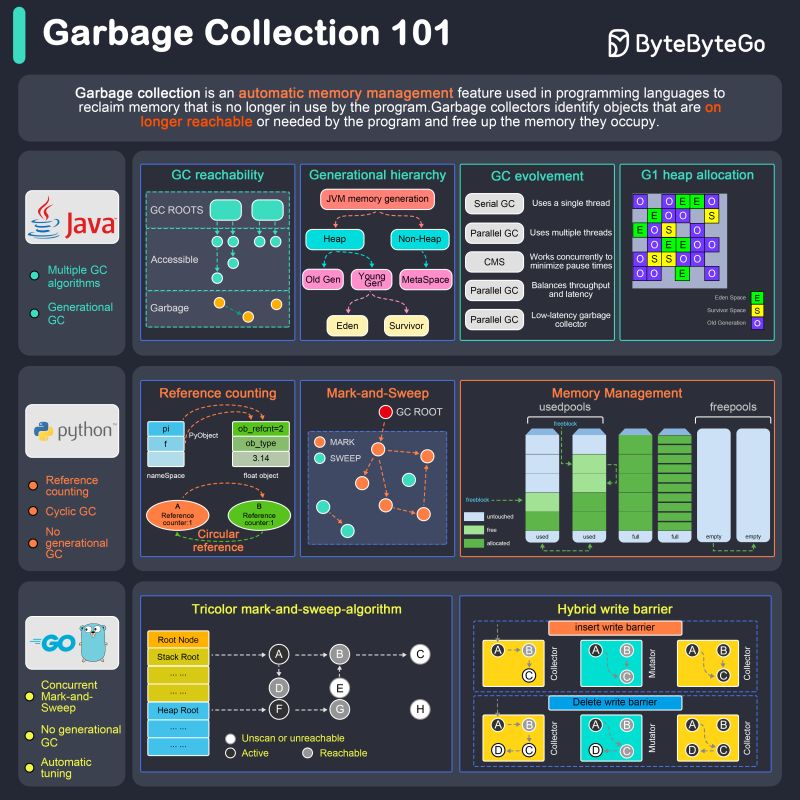 Garbage Collection 101
ByteByteGo
Garbage collection is an automatic memory management feature used in programming languages to
reclaim memory that is no longer in use by the program.Garbage collectors identify objects that are on
longer reachable or needed by the program and free up the memory they occupy.
Java
Multiple GC
algorithms
Generational
GC
GC reachability
GC ROOTS
Accessible
Garbage
Generational hierarchy
JVM memory generation
Heap
Non-Heap
Old Gen
Young
Gen
MetaSpace
Eden
Survivor
GC evolvement
Serial GC
Uses a single thread
Parallel GC
Uses multiple threads
CMS
Works concurrently to
minimize pause times
Parallel GC
Balances throughput
and latency
Parallel GC
Low-latency garbage
collector
G1 heap allocation
O O E E O
E O O S
E O S O
O E E O
O S S O O
O O E O
Eden Space E
Survivor Space S
Old Generation O
python
Reference
counting
Cyclic GC
No
generational
GC
Reference counting
pi
f
nameSpace
PyObject
ob_refcnt=2
ob_type
3.14
float object
A
Reference
counter:1
B
Reference
counter:1
Circular
reference
Mark-and-Sweep
GC ROOT
MARK
SWEEP
Memory Management
usedpools
freepools
freeblock
freeblock
untouched
free
allocated
used
used
full
full
empty
empty
GO
Concurrent
Mark-and-
Sweep
No generational
GC
Automatic
tuning
Tricolor mark-and-sweep-algorithm
Root Node
Stack Root
... ...
... ...
Heap Root
... ...
... ...
A
B
C
D
E
F
G
H
Unscan or unreachable
Active
Reachable
Hybrid write barrier
insert write barrier
A B
C
Collector
A B
C
Mutator
A B
C
Collector
Delete write barrier
A B
D C
Collector
A B
D C
Mutator
A B
D C
Collector